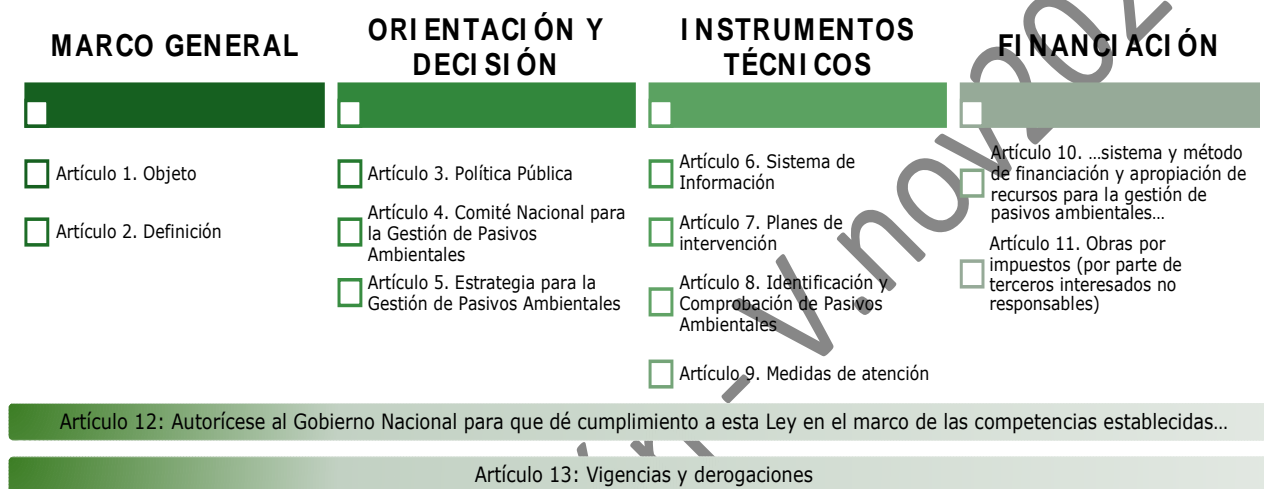 MARCO GENERAL
ORIENTACIÓN Y
DECISIÓN
INSTRUMENTOS
TÉCNICOS
FINANCIACIÓN
Artículo 1. Objeto
Artículo 2. Definición
Artículo 3. Política Pública
Artículo 4. Comité Nacional para
la Gestión de Pasivos
Ambientales
Artículo 5. Estrategia para la
Gestión de Pasivos Ambientales
Artículo 6. Sistema de
Información
Artículo 7. Planes de
intervención
Artículo 8. Identificación y
Comprobación de Pasivos
Ambientales
Artículo 9. Medidas de atención
Artículo 10. …sistema y método
de financiación y apropiación de
recursos para la gestión de
pasivos ambientales…
Artículo 11. Obras por
impuestos (por parte de
terceros interesados no
responsables)
Artículo 12: Autorícese al Gobierno Nacional para que dé cumplimiento a esta Ley en el marco de las competencias establecidas…
Artículo 13: Vigencias y derogaciones